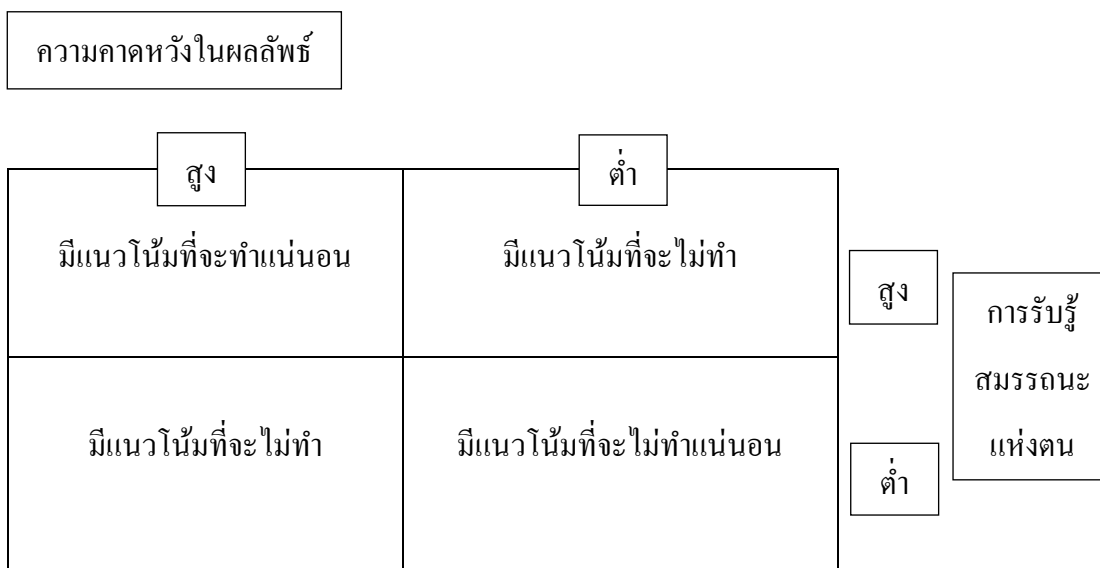 ความคาดหวังในผลลัพธ์
สูง
ต่ำ
มีแนวโน้มที่จะทำแน่นอน
มีแนวโน้มที่จะไม่ทำ
สูง
การรับรู้
สมรรถนะ
แห่งตน
มีแนวโน้มที่จะไม่ทำ
มีแนวโน้มที่จะไม่ทำแน่นอน
ต่ำ